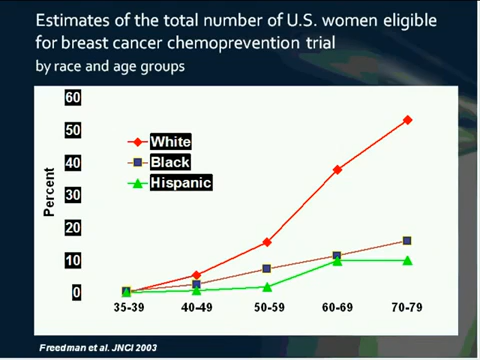 Estimates of the total number of U.S. women eligible
for breast cancer chemoprevention trial
by race and age groups
60
50
40
30
20
10
0
Percent
White
Black
Hispanic
35-39 40-49 50-59 60-69 70-79
Freedman et al. JNCI 2003